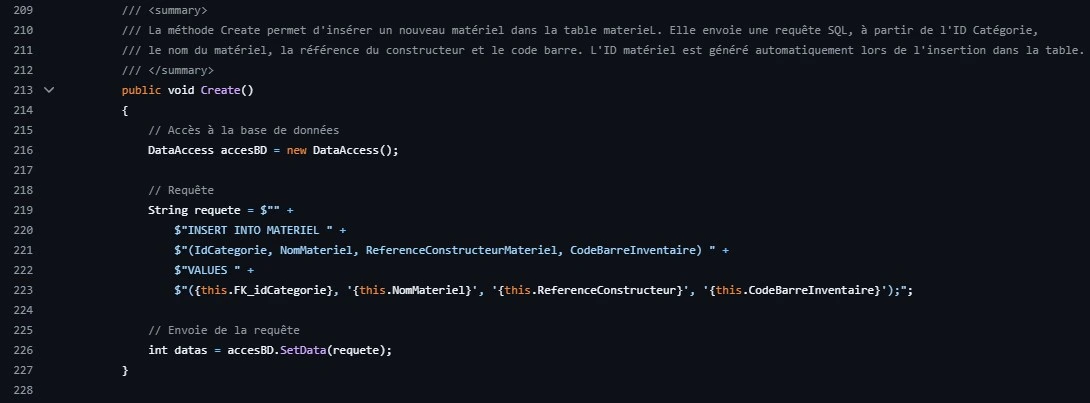 209 /// <summary>
210 /// La méthode Create permet d'insérer un nouveau matériel dans la table materieL. Elle envoie une requête SQL, à partir de l'ID Catégorie,
211 /// le nom du matériel, la référence du constructeur et le code barre. L'ID matériel est généré automatiquement lors de l'insertion dans la table.
212 /// </summary>
213 public void Create()
214 {
215 // Accès à la base de données
216 DataAccess accesBD = new DataAccess();
217
218 // Requête
219 String requete = $"" +
220 $"INSERT INTO MATERIEL " +
221 $"(IdCategorie, NomMateriel, ReferenceConstructeurMateriel, CodeBarreInventaire) " +
222 $"VALUES " +
223 $"({this.FK_idCategorie}, '{this.NomMateriel}', '{this.ReferenceConstructeur}', '{this.CodeBarreInventaire}');";
224
225 // Envoie de la requête
226 int datas = accesBD.SetData(requete);
227 }
228